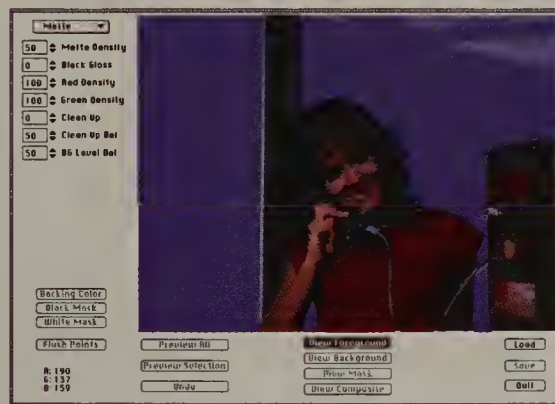 Matte
50 Matte Density
0 Black Gloss
100 Red Density
100 Green Density
0 Clean Up
50 Clean Up Bal
50 BG Level Bal
Backing Color
Black Mask
White Mask
Flush Points
R: 190
G: 137
B: 159
Preview All
Preview Selection
Undo
View Foreground
View Background
View Mask
View Composite
Load
Save
Quit